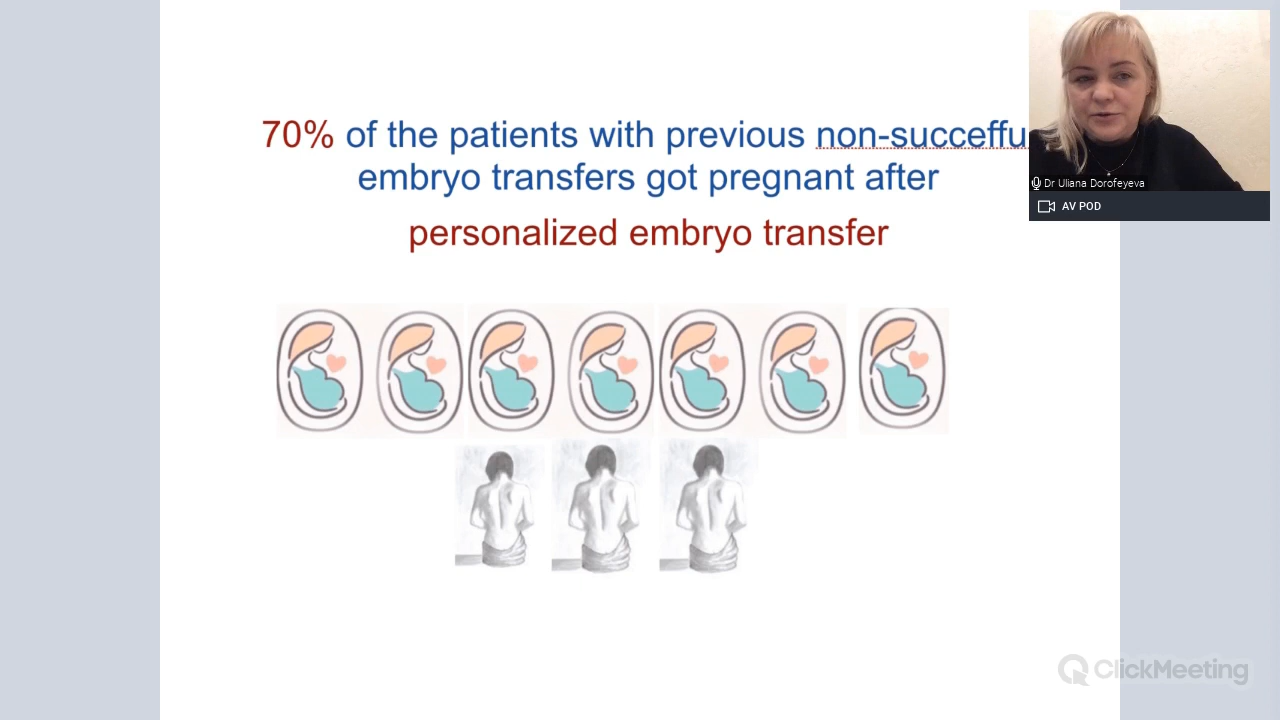 70% of the patients with previous non-succeffu
embryo transfers got pregnant after
personalized embryo transfer
Dr Uliana Dorofeyeva
AV POD
ClickMeeting